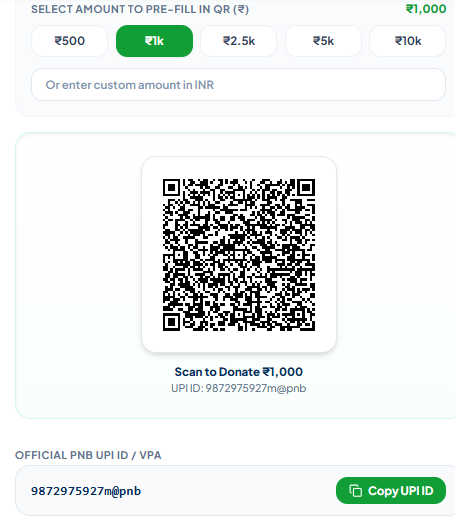 SELECT AMOUNT TO PRE-FILL IN QR (₹) ₹1,000
₹500 ₹1k ₹2.5k ₹5k ₹10k
Or enter custom amount in INR
Scan to Donate ₹1,000
UPI ID: 9872975927m@pnb
OFFICIAL PNB UPI ID / VPA
9872975927m@pnb Copy UPI ID